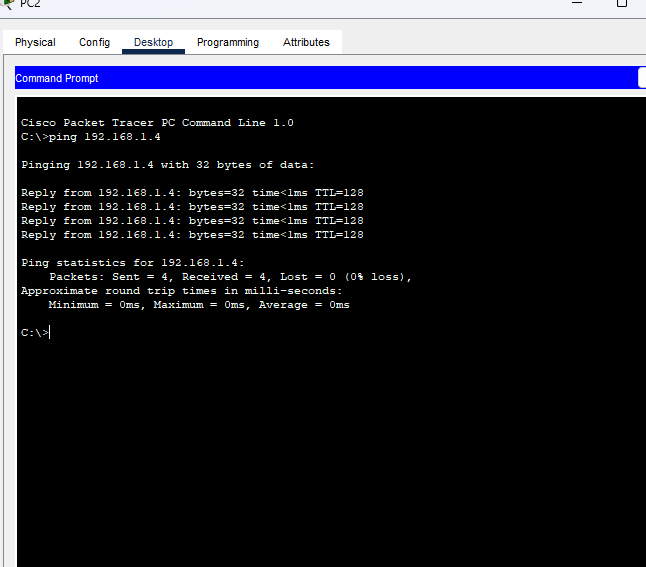 PC2
Physical Config Desktop Programming Attributes
Command Prompt
Cisco Packet Tracer PC Command Line 1.0
C:\>ping 192.168.1.4
Pinging 192.168.1.4 with 32 bytes of data:
Reply from 192.168.1.4: bytes=32 time<1ms TTL=128
Reply from 192.168.1.4: bytes=32 time<1ms TTL=128
Reply from 192.168.1.4: bytes=32 time<1ms TTL=128
Reply from 192.168.1.4: bytes=32 time<1ms TTL=128
Ping statistics for 192.168.1.4:
Packets: Sent = 4, Received = 4, Lost = 0 (0% loss),
Approximate round trip times in milli-seconds:
Minimum = 0ms, Maximum = 0ms, Average = 0ms
C:\>